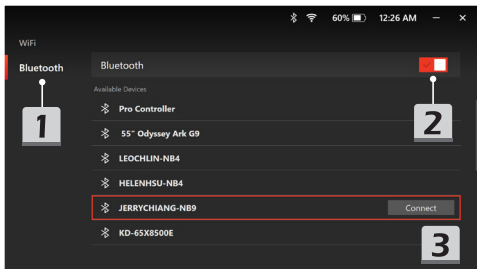 60% 12:26 AM
WiFi
Bluetooth
Bluetooth
Available Devices
Pro Controller
55" Odyssey Ark G9
LEOCHLIN-NB4
HELENHSU-NB4
JERRYCHIANG-NB9 Connect
KD-65X8500E
1
2
3